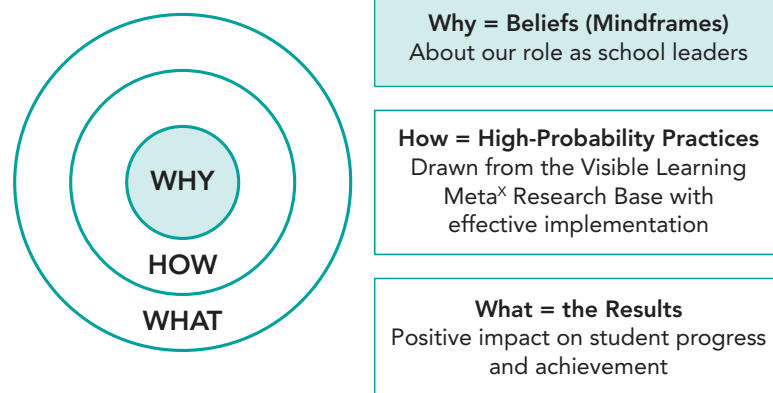 WHY
HOW
WHAT
Why = Beliefs (Mindframes)
About our role as school leaders
How = High-Probability Practices
Drawn from the Visible Learning
Metaˣ Research Base with
effective implementation
What = the Results
Positive impact on student progress
and achievement